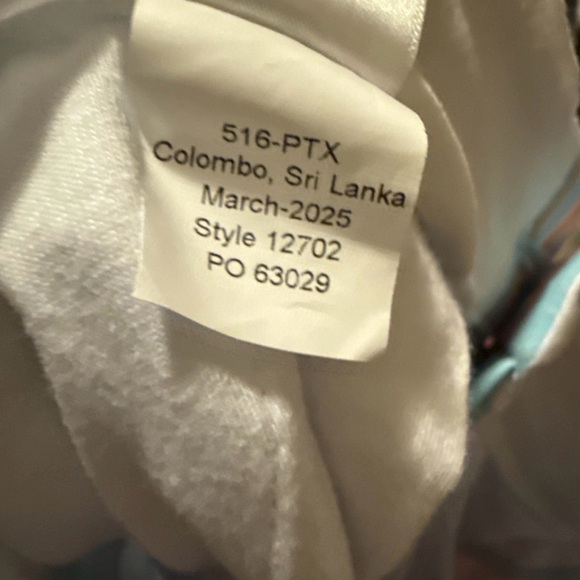 516-PTX
Colombo, Sri Lanka
March-2025
Style 12702
PO 63029